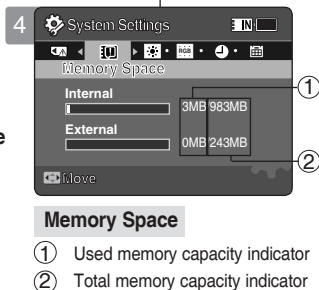 4
System Settings
IN
RGB
Memory Space
Internal
3MB 983MB
External
0MB 243MB
Move
1
2
e
Memory Space
1 Used memory capacity indicator
2 Total memory capacity indicator